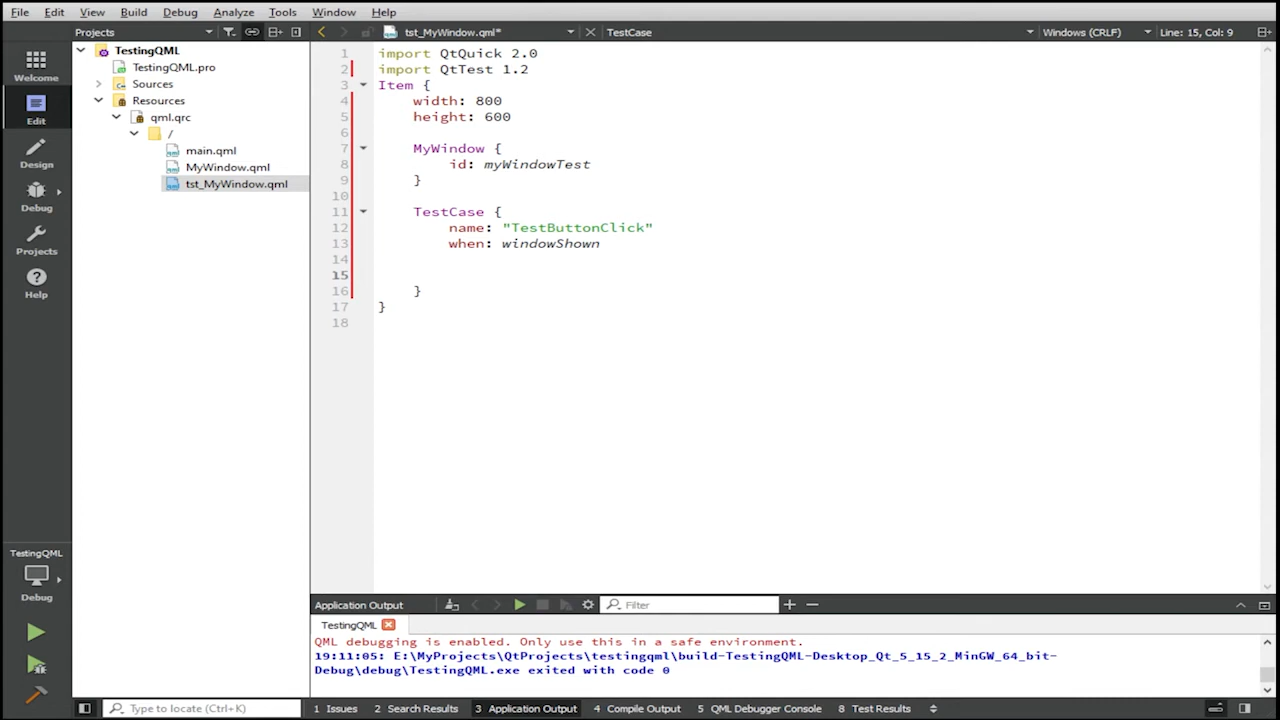 File Edit View Build Debug Analyze Tools Window Help
Projects tst_MyWindow.qml* TestCase Windows (CRLF) Line: 15, Col: 9
Welcome
Edit
Design
Debug
Projects
Help
TestingQML
Debug
TestingQML
TestingQML.pro
Sources
Resources
qml.qrc
/
main.qml
MyWindow.qml
tst_MyWindow.qml
1 import QtQuick 2.0
2 import QtTest 1.2
3 Item {
4 width: 800
5 height: 600
6
7 MyWindow {
8 id: myWindowTest
9 }
10
11 TestCase {
12 name: "TestButtonClick"
13 when: windowShown
14
15
16 }
17 }
18
Application Output Filter
TestingQML
QML debugging is enabled. Only use this in a safe environment.
19:11:05: E:\MyProjects\QtProjects\testingqml\build-TestingQML-Desktop_Qt_5_15_2_MinGW_64_bit-
Debug\debug\TestingQML.exe exited with code 0
Type to locate (Ctrl+K) 1 Issues 2 Search Results 3 Application Output 4 Compile Output 5 QML Debugger Console 8 Test Results